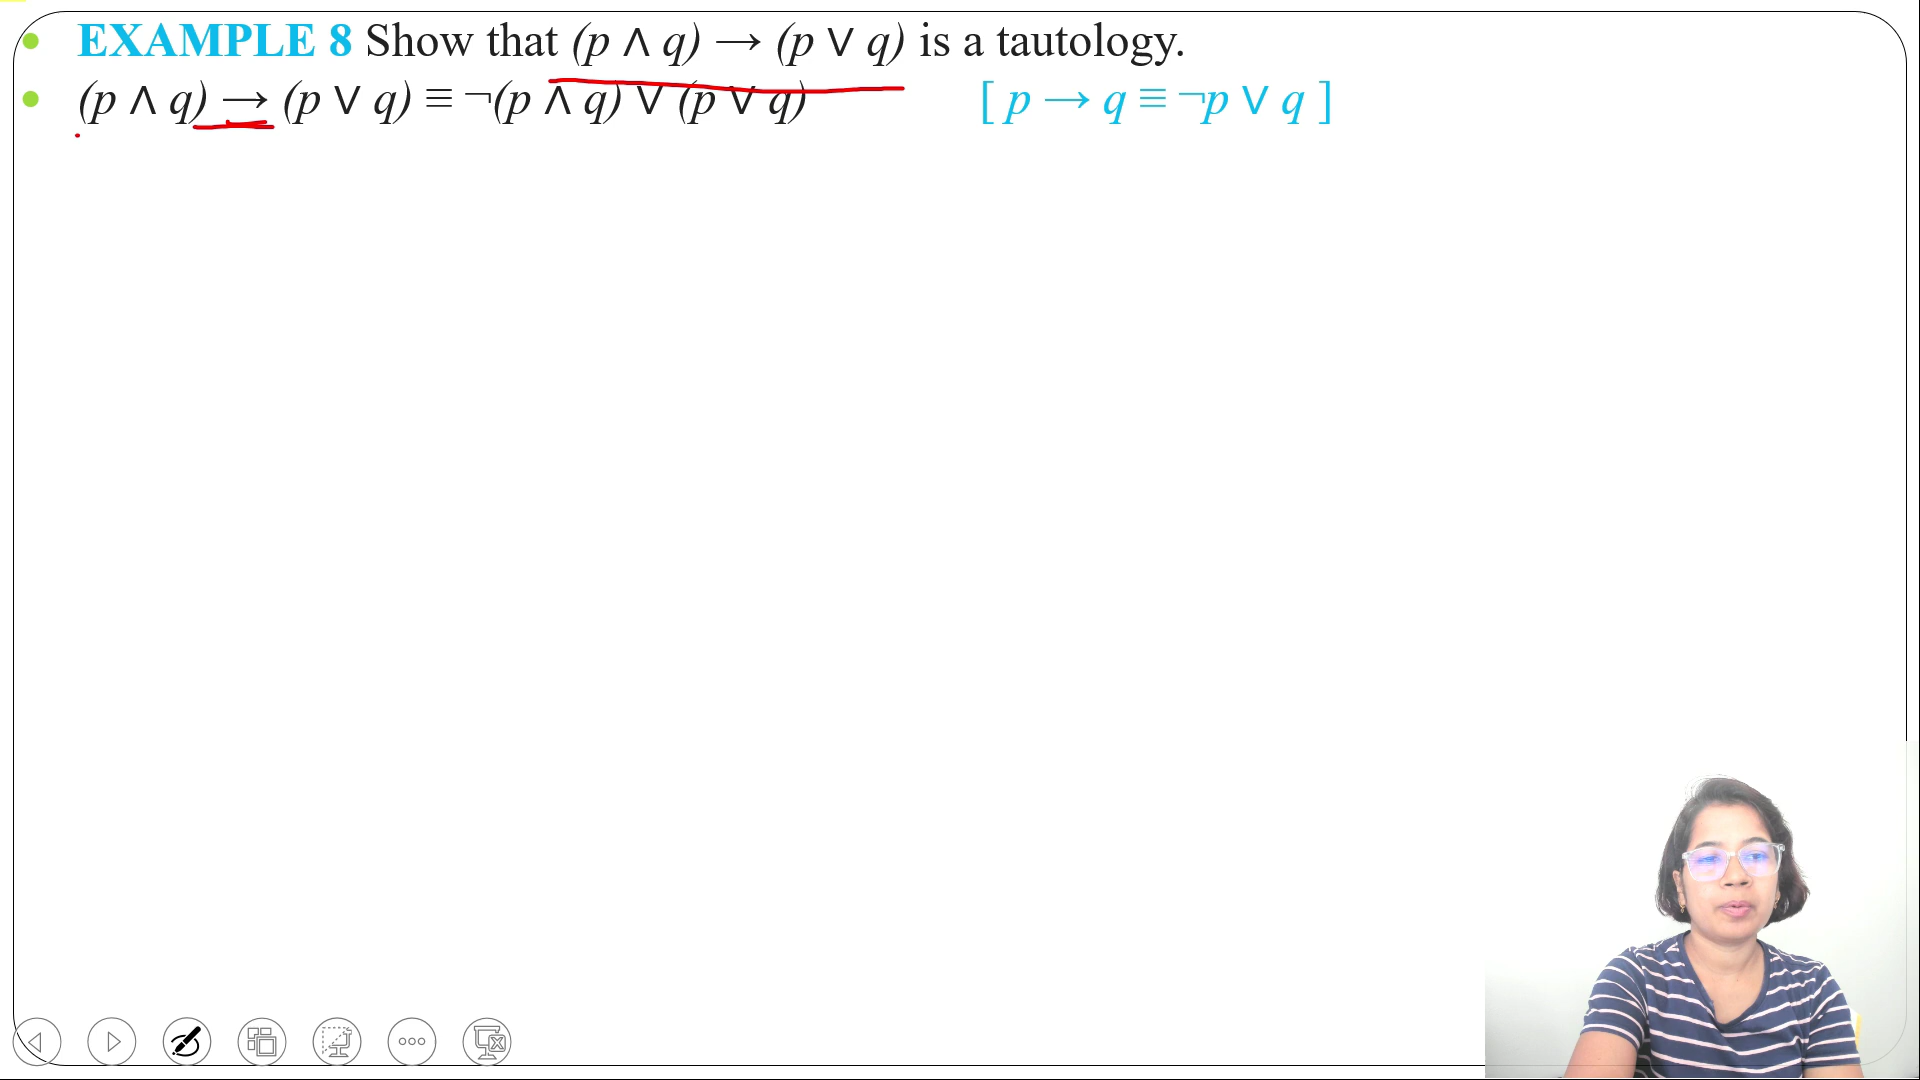 EXAMPLE 8 Show that (p ∧ q) → (p ∨ q) is a tautology.
(p ∧ q) → (p ∨ q) ≡ ¬(p ∧ q) ∨ (p ∨ q) [ p → q ≡ ¬p ∨ q ]